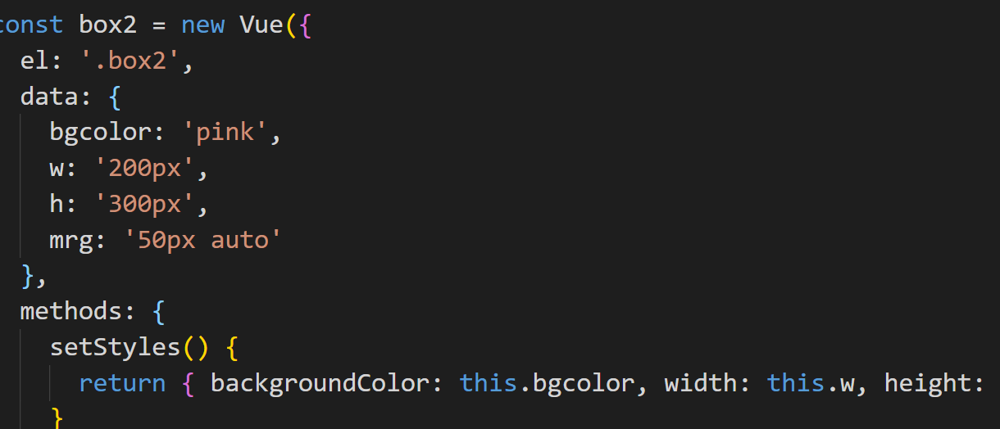 const box2 = new Vue({
el: '.box2',
data: {
bgcolor: 'pink',
w: '200px',
h: '300px',
mrg: '50px auto'
},
methods: {
setStyles() {
return { backgroundColor: this.bgcolor, width: this.w, height:
}